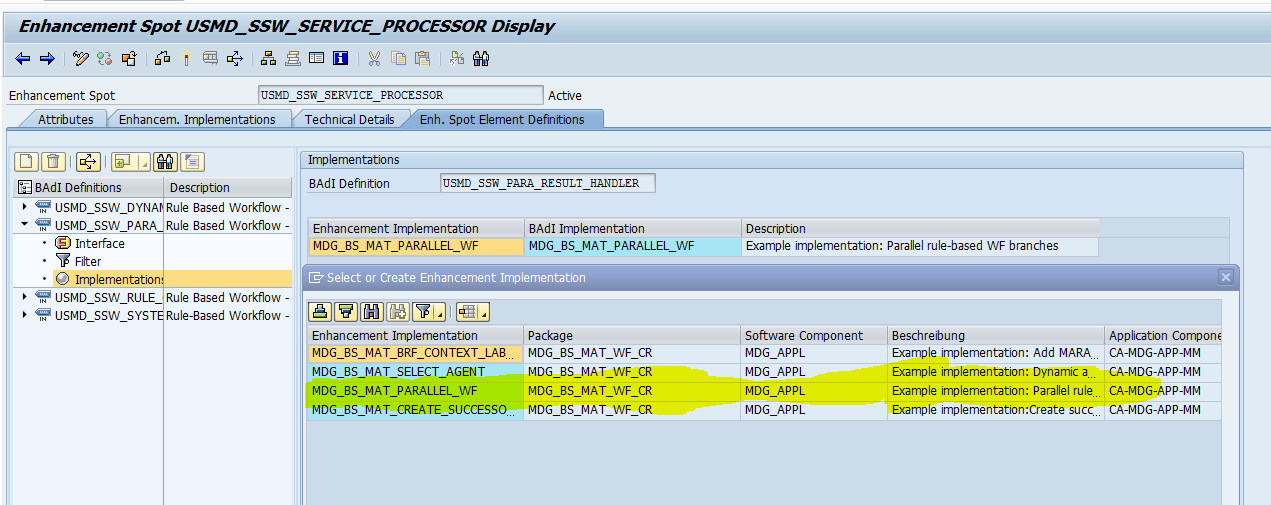 Enhancement Spot USMD_SSW_SERVICE_PROCESSOR Display
Enhancement Spot USMD_SSW_SERVICE_PROCESSOR Active
Attributes Enhancem. Implementations Technical Details Enh. Spot Element Definitions
BAdI Definitions Description
USMD_SSW_DYNAM Rule Based Workflow -
USMD_SSW_PARA_ Rule Based Workflow -
Interface
Filter
Implementations
USMD_SSW_RULE_ Rule Based Workflow -
USMD_SSW_SYSTE Rule-Based Workflow -
Implementations
BAdI Definition USMD_SSW_PARA_RESULT_HANDLER
Enhancement Implementation BAdI Implementation Description
MDG_BS_MAT_PARALLEL_WF MDG_BS_MAT_PARALLEL_WF Example implementation: Parallel rule-based WF branches
Select or Create Enhancement Implementation
Enhancement Implementation Package Software Component Beschreibung Application Compone
MDG_BS_MAT_BRF_CONTEXT_LAB... MDG_BS_MAT_WF_CR MDG_APPL Example implementation: Add MARA... CA-MDG-APP-MM
MDG_BS_MAT_SELECT_AGENT MDG_BS_MAT_WF_CR MDG_APPL Example implementation: Dynamic a... CA-MDG-APP-MM
MDG_BS_MAT_PARALLEL_WF MDG_BS_MAT_WF_CR MDG_APPL Example implementation: Parallel rule... CA-MDG-APP-MM
MDG_BS_MAT_CREATE_SUCCESSO... MDG_BS_MAT_WF_CR MDG_APPL Example implementation:Create succ... CA-MDG-APP-MM